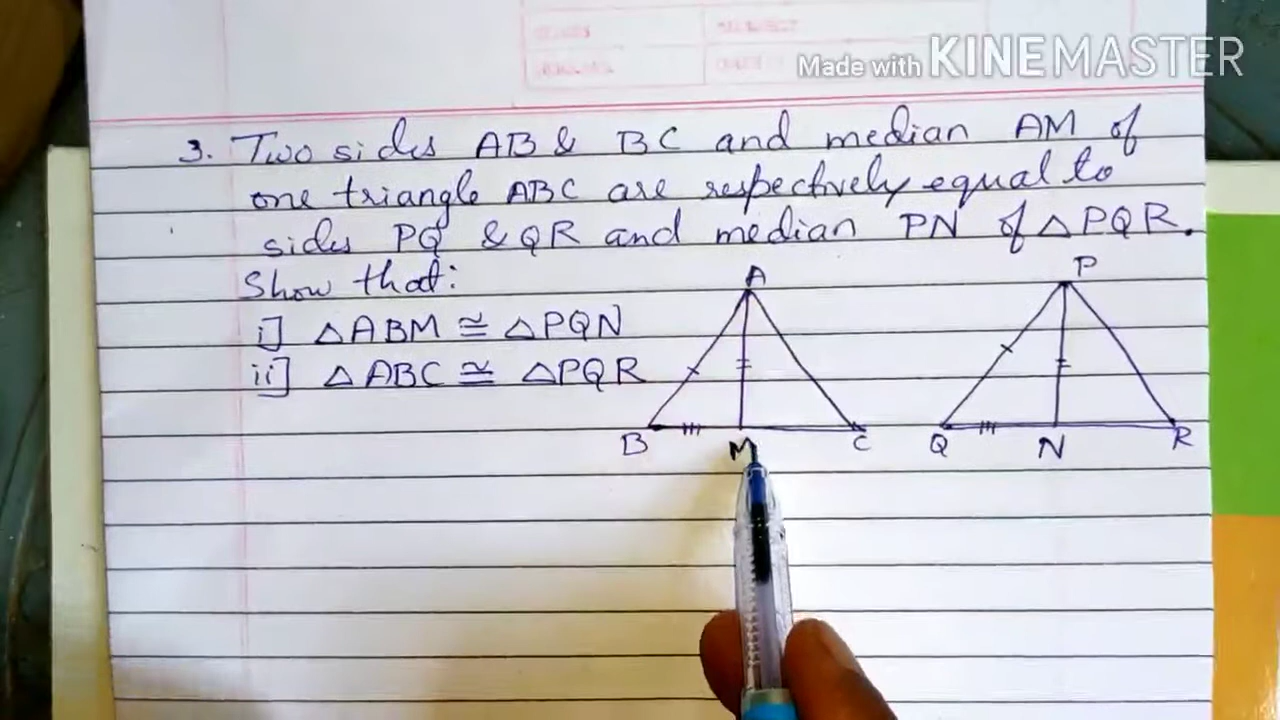 Made with KINEMASTER
3. Two sides AB & BC and median AM of
one triangle ABC are respectively equal to
sides PQ & QR and median PN of △PQR.
Show that:
i] △ABM ≅ △PQN
ii] △ABC ≅ △PQR
A
P
B
M
C
Q
N
R